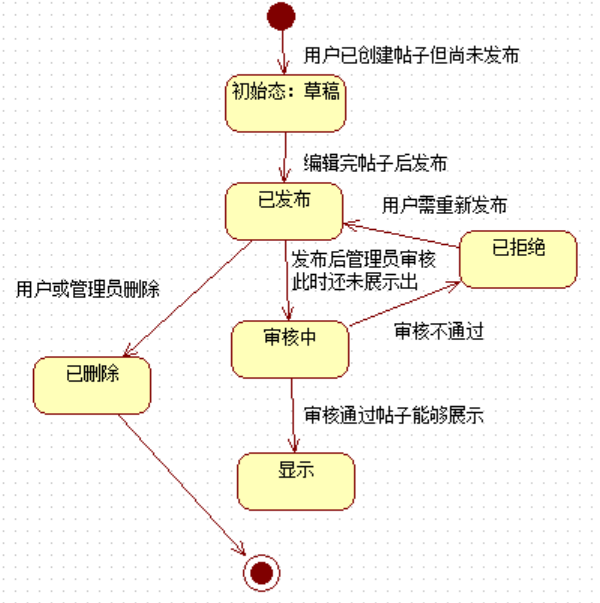 用户已创建帖子但尚未发布
初始态：草稿
编辑完帖子后发布
已发布
用户需重新发布
已拒绝
发布后管理员审核
此时还未展示出
用户或管理员删除
审核中
审核不通过
已删除
审核通过帖子能够展示
显示